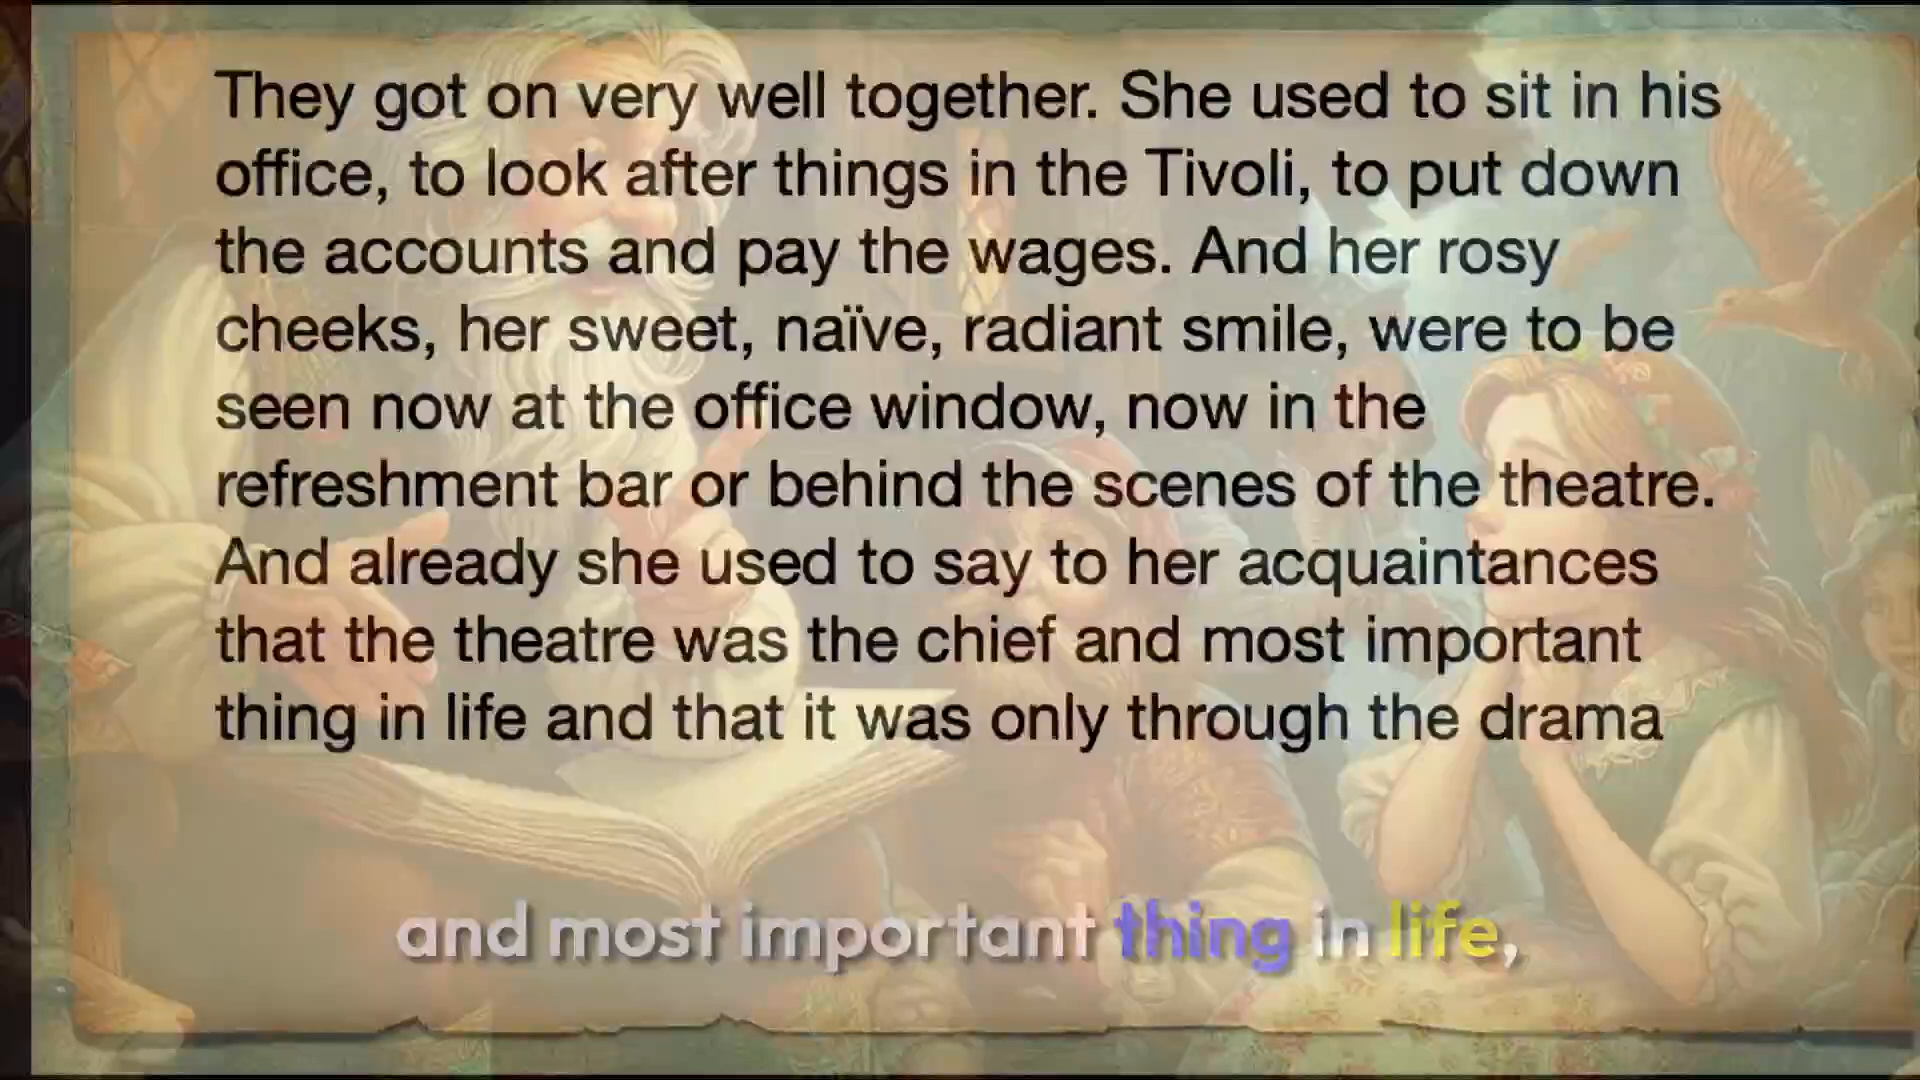 They got on very well together. She used to sit in his
office, to look after things in the Tivoli, to put down
the accounts and pay the wages. And her rosy
cheeks, her sweet, naïve, radiant smile, were to be
seen now at the office window, now in the
refreshment bar or behind the scenes of the theatre.
And already she used to say to her acquaintances
that the theatre was the chief and most important
thing in life and that it was only through the drama
and most important thing in life,